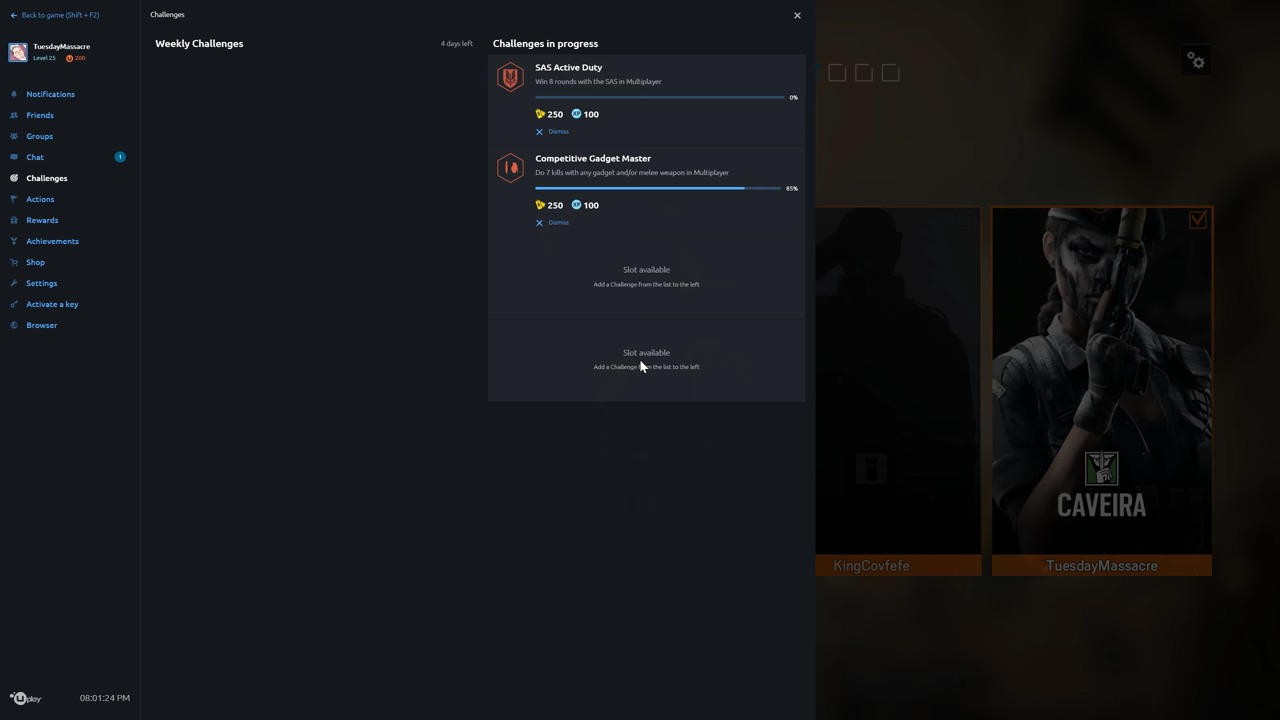 Back to game (Shift + F2)
TuesdayMassacre
Level 25
200
Notifications
Friends
Groups
Chat
1
Challenges
Actions
Rewards
Achievements
Shop
Settings
Activate a key
Browser
uplay
08:01:24 PM
Challenges
Weekly Challenges
4 days left
Challenges in progress
SAS Active Duty
Win 8 rounds with the SAS in Multiplayer
0%
250 XP 100
Dismiss
Competitive Gadget Master
Do 7 kills with any gadget and/or melee weapon in Multiplayer
85%
250 XP 100
Dismiss
Slot available
Add a Challenge from the list to the left
Slot available
Add a Challenge from the list to the left
CAVEIRA
KingCovfefe
TuesdayMassacre